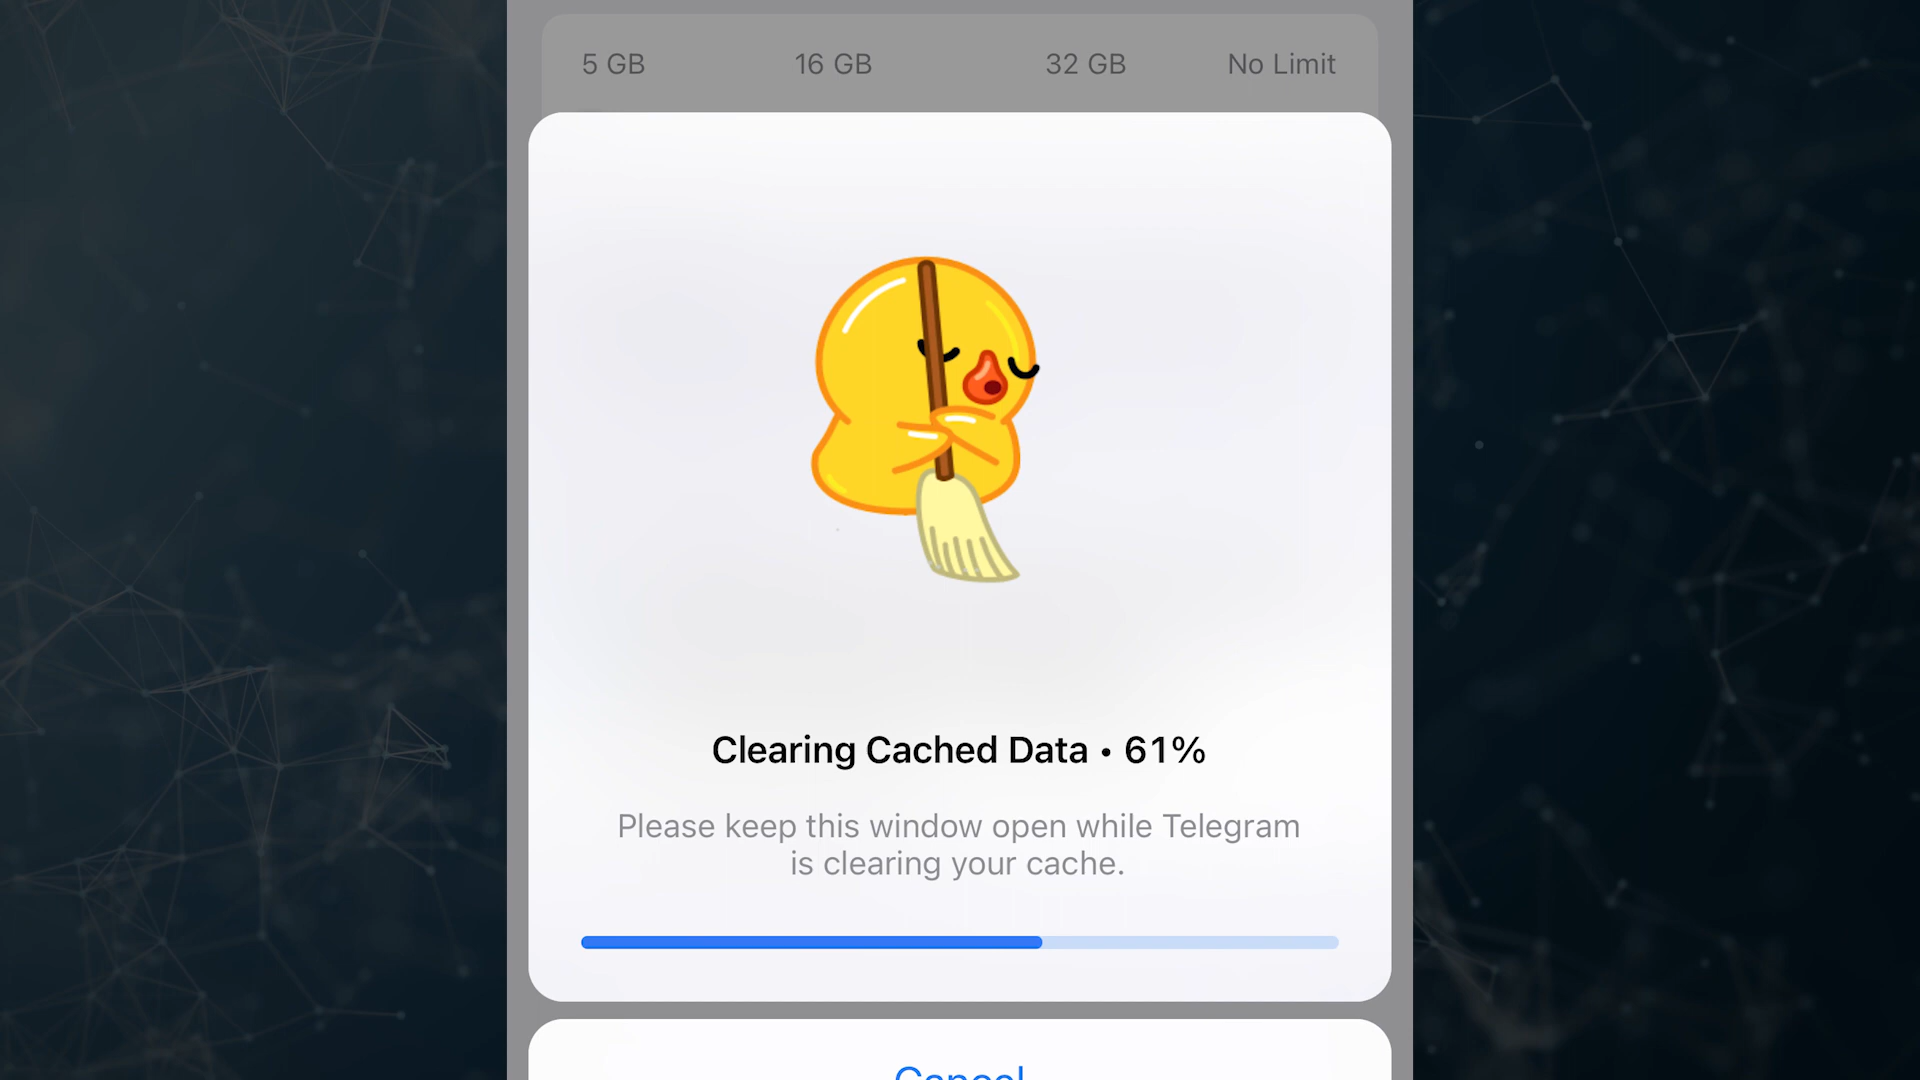 5 GB 16 GB 32 GB No Limit
Clearing Cached Data • 61%
Please keep this window open while Telegram
is clearing your cache.
Cancel